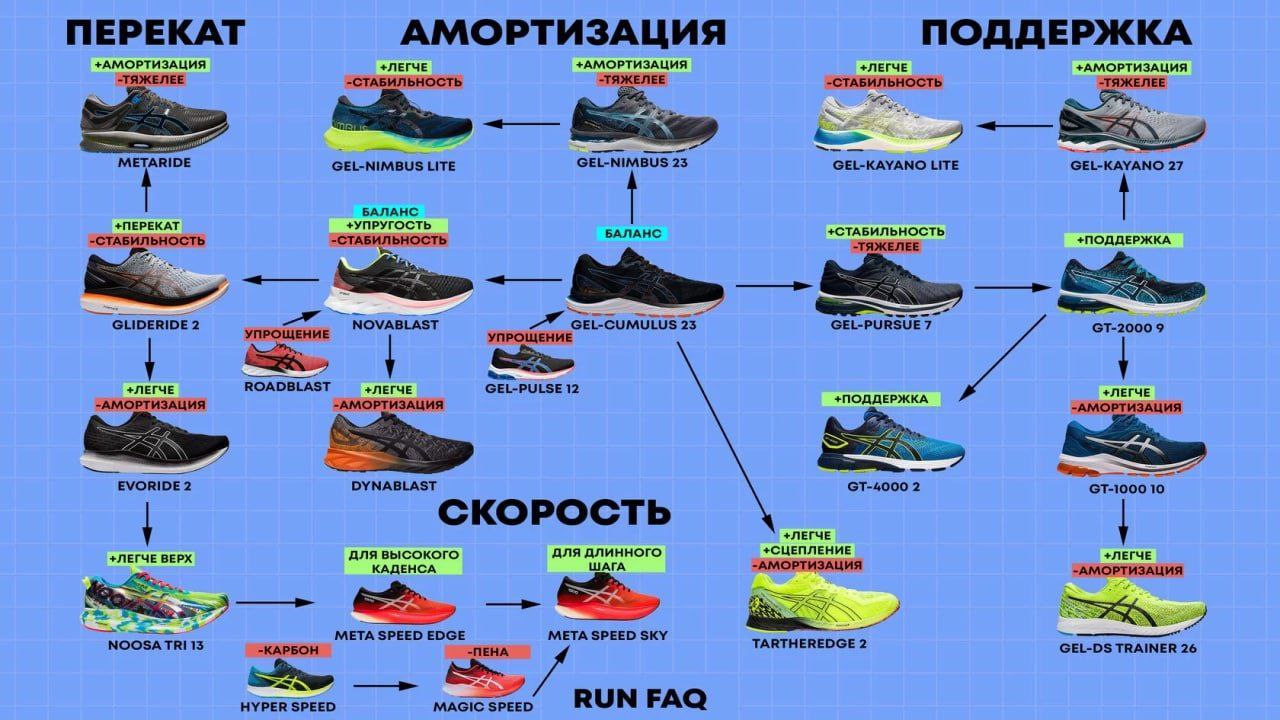 ПЕРЕКАТ
АМОРТИЗАЦИЯ
ПОДДЕРЖКА
+АМОРТИЗАЦИЯ
-ТЯЖЕЛЕЕ
METARIDE
+ЛЕГЧЕ
-СТАБИЛЬНОСТЬ
GEL-NIMBUS LITE
+АМОРТИЗАЦИЯ
-ТЯЖЕЛЕЕ
GEL-NIMBUS 23
+ЛЕГЧЕ
-СТАБИЛЬНОСТЬ
GEL-KAYANO LITE
+АМОРТИЗАЦИЯ
-ТЯЖЕЛЕЕ
GEL-KAYANO 27
+ПЕРЕКАТ
-СТАБИЛЬНОСТЬ
GLIDERIDE 2
БАЛАНС
+УПРУГОСТЬ
-СТАБИЛЬНОСТЬ
NOVABLAST
БАЛАНС
GEL-CUMULUS 23
+СТАБИЛЬНОСТЬ
-ТЯЖЕЛЕЕ
GEL-PURSUE 7
+ПОДДЕРЖКА
GT-2000 9
УПРОЩЕНИЕ
ROADBLAST
УПРОЩЕНИЕ
GEL-PULSE 12
+ЛЕГЧЕ
-АМОРТИЗАЦИЯ
EVORIDE 2
+ЛЕГЧЕ
-АМОРТИЗАЦИЯ
DYNABLAST
+ПОДДЕРЖКА
GT-4000 2
+ЛЕГЧЕ
-АМОРТИЗАЦИЯ
GT-1000 10
СКОРОСТЬ
+ЛЕГЧЕ ВЕРХ
NOOSA TRI 13
ДЛЯ ВЫСОКОГО
КАДЕНСА
META SPEED EDGE
ДЛЯ ДЛИННОГО
ШАГА
META SPEED SKY
+ЛЕГЧЕ
+СЦЕПЛЕНИЕ
-АМОРТИЗАЦИЯ
TARTHEREDGE 2
+ЛЕГЧЕ
-АМОРТИЗАЦИЯ
GEL-DS TRAINER 26
-КАРБОН
HYPER SPEED
-ПЕНА
MAGIC SPEED
RUN FAQ